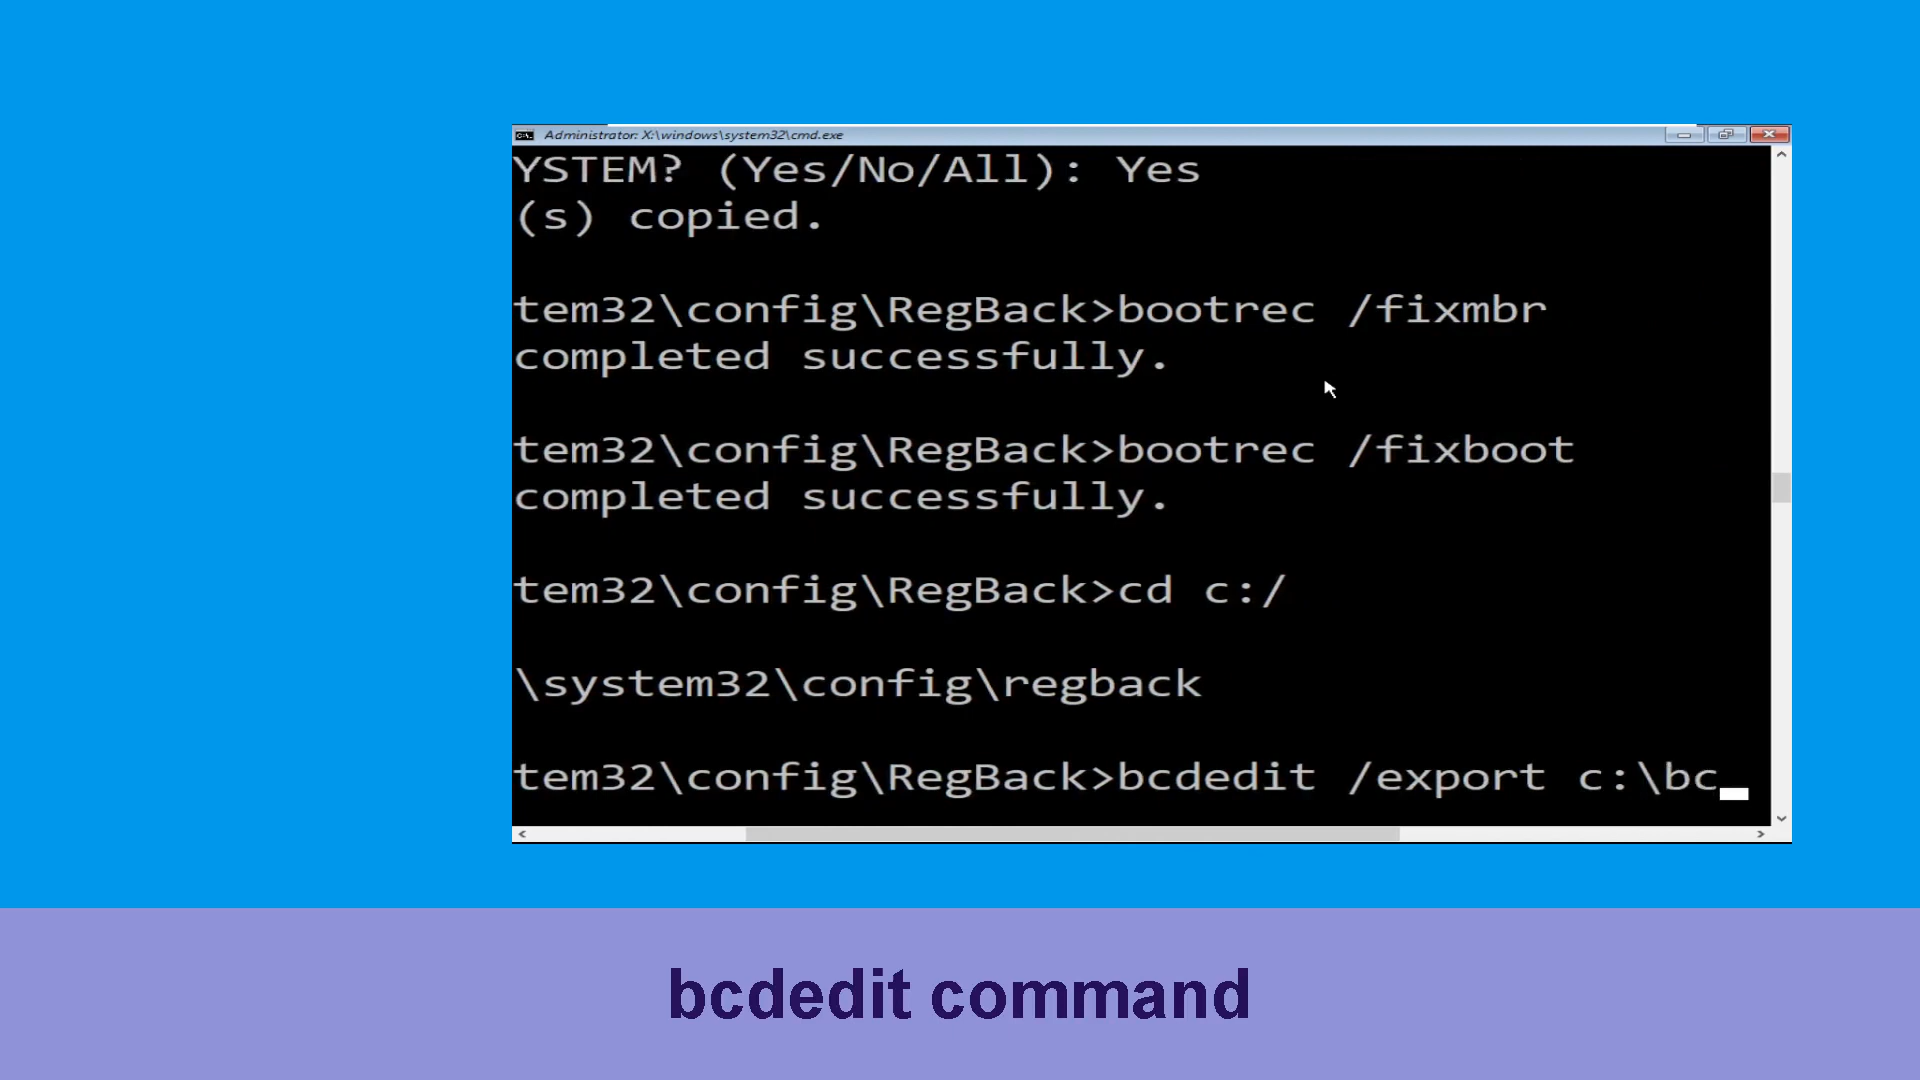 Administrator: X:\windows\system32\cmd.exe
YSTEM? (Yes/No/All): Yes
(s) copied.
tem32\config\RegBack>bootrec /fixmbr
completed successfully.
tem32\config\RegBack>bootrec /fixboot
completed successfully.
tem32\config\RegBack>cd c:/
\system32\config\regback
tem32\config\RegBack>bcdedit /export c:\bc
bcdedit command